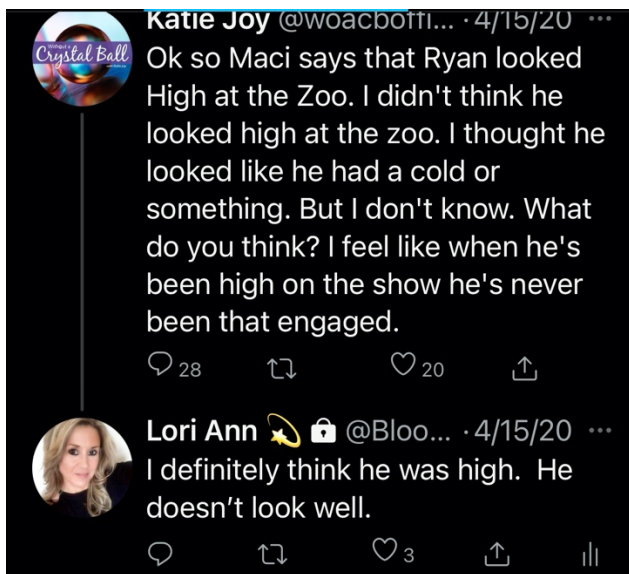 Katie Joy @woacboffi... · 4/15/20 ...
Crystal Ball
Ok so Maci says that Ryan looked
High at the Zoo. I didn't think he
looked high at the zoo. I thought he
looked like he had a cold or
something. But I don't know. What
do you think? I feel like when he's
been high on the show he's never
been that engaged.
28 20
Lori Ann 💫 🔒 @Bloo... · 4/15/20 ...
I definitely think he was high.  He
doesn't look well.
3